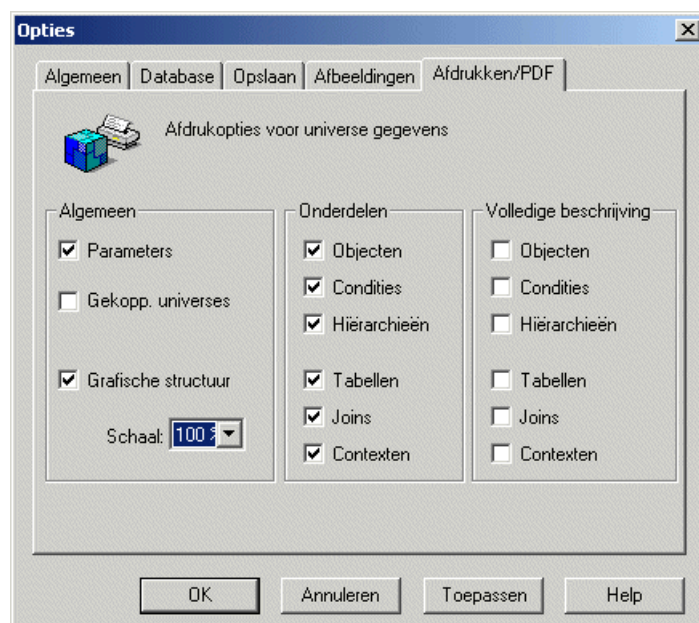 Opties
Algemeen Database Opslaan Afbeeldingen Afdrukken/PDF
Afdrukopties voor universe gegevens
Algemeen
Parameters
Gekopp. universes
Grafische structuur
Schaal: 100 %
Onderdelen
Objecten
Condities
Hiërarchieën
Tabellen
Joins
Contexten
Volledige beschrijving
Objecten
Condities
Hiërarchieën
Tabellen
Joins
Contexten
OK Annuleren Toepassen Help